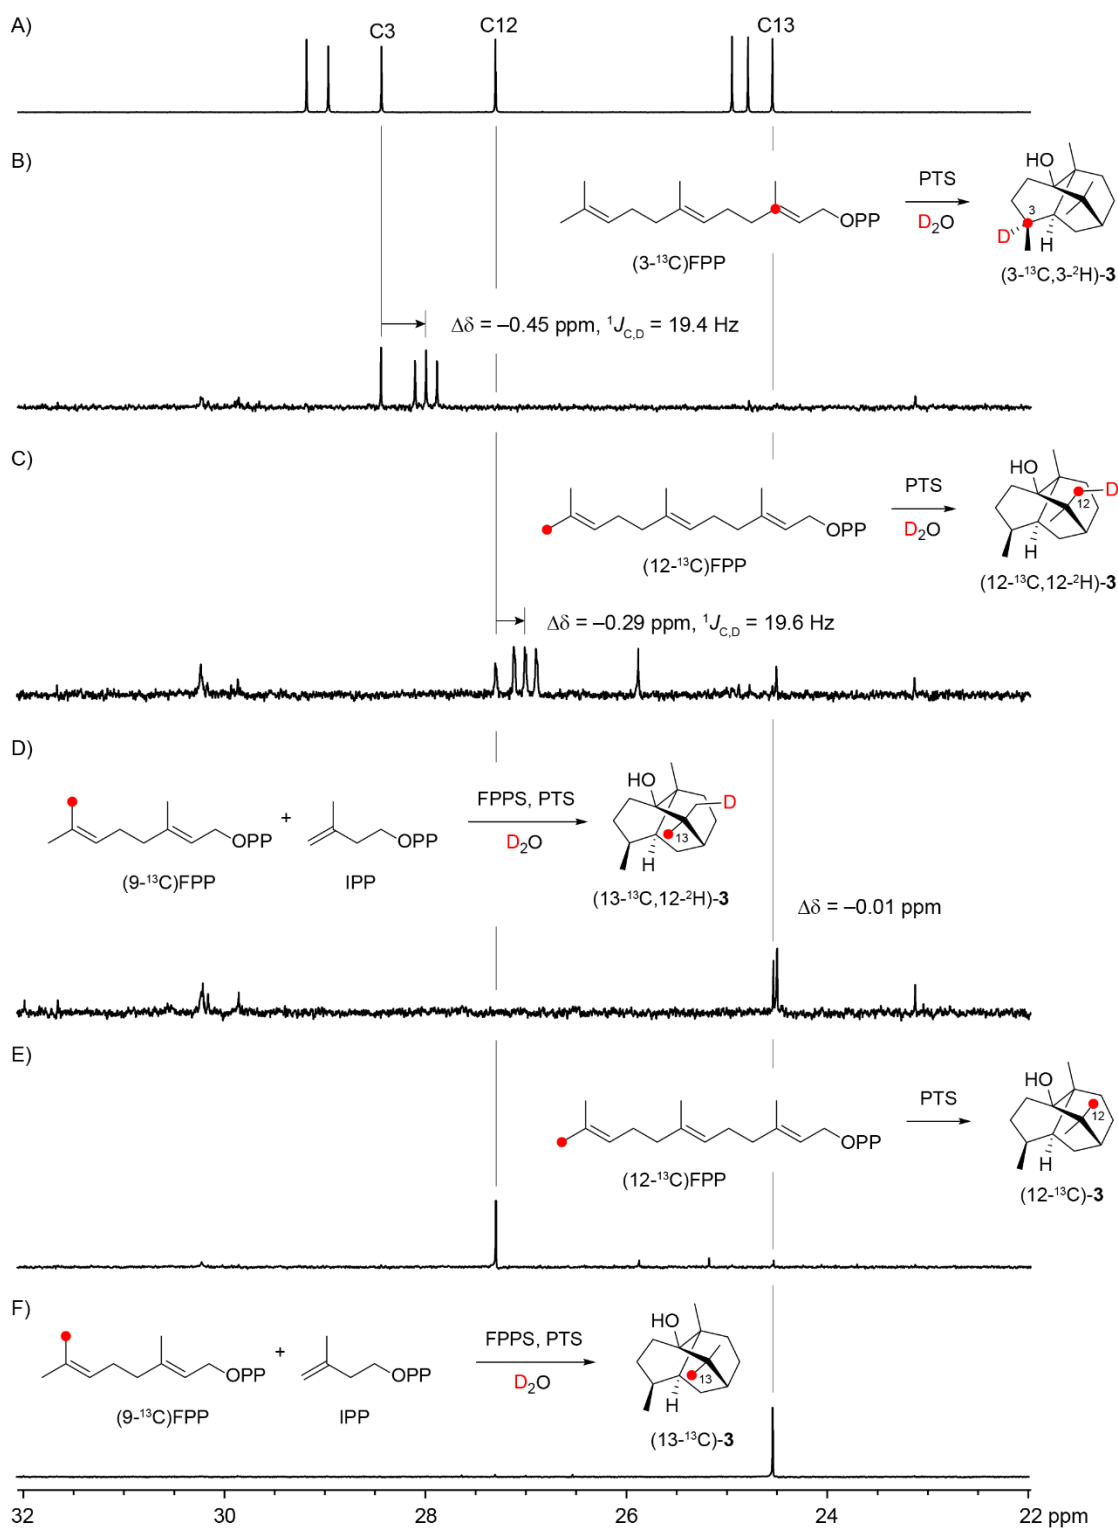 A)
C3
C12
C13
B)
PTS
D2O
OPP
(3-¹³C)FPP
HO
3
D
H
(3-¹³C,3-²H)-3
Δδ = –0.45 ppm, ¹JC,D = 19.4 Hz
C)
PTS
D2O
OPP
(12-¹³C)FPP
HO
D
12
H
(12-¹³C,12-²H)-3
Δδ = –0.29 ppm, ¹JC,D = 19.6 Hz
D)
OPP
+
OPP
(9-¹³C)FPP
IPP
FPPS, PTS
D2O
HO
D
13
H
(13-¹³C,12-²H)-3
Δδ = –0.01 ppm
E)
OPP
(12-¹³C)FPP
PTS
HO
12
H
(12-¹³C)-3
F)
OPP
+
OPP
(9-¹³C)FPP
IPP
FPPS, PTS
D2O
HO
13
H
(13-¹³C)-3
32 30 28 26 24 22 ppm